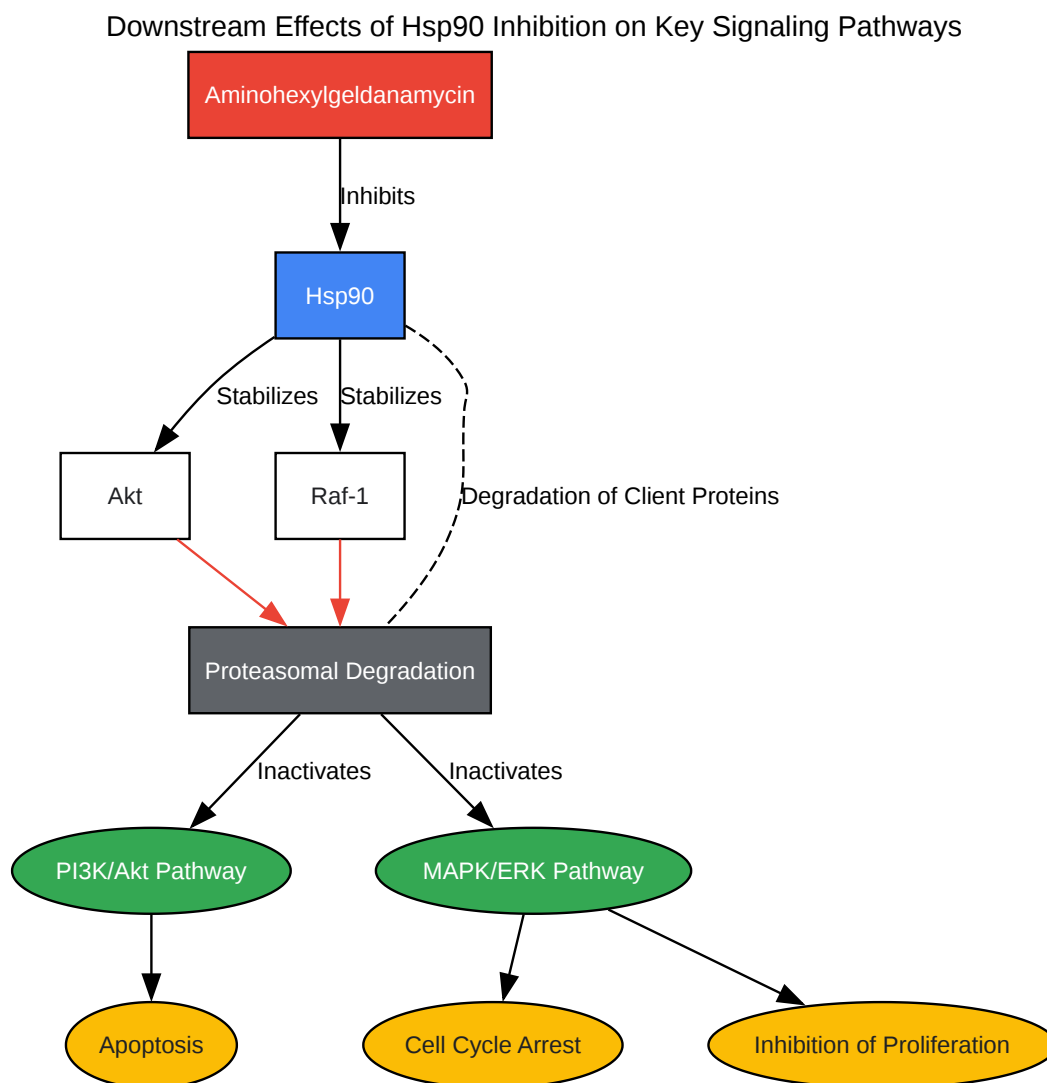 Downstream Effects of Hsp90 Inhibition on Key Signaling Pathways
Aminohexylgeldanamycin
Inhibits
Hsp90
Stabilizes
Stabilizes
Akt
Raf-1
Degradation of Client Proteins
Proteasomal Degradation
Inactivates
Inactivates
PI3K/Akt Pathway
MAPK/ERK Pathway
Apoptosis
Cell Cycle Arrest
Inhibition of Proliferation